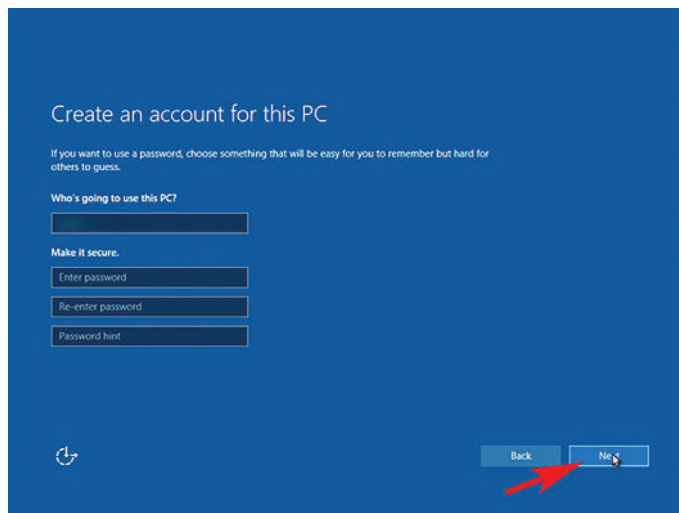 Create an account for this PC
If you want to use a password, choose something that will be easy for you to remember but hard for
others to guess.
Who's going to use this PC?
Make it secure.
Enter password
Re-enter password
Password hint
Back
Next